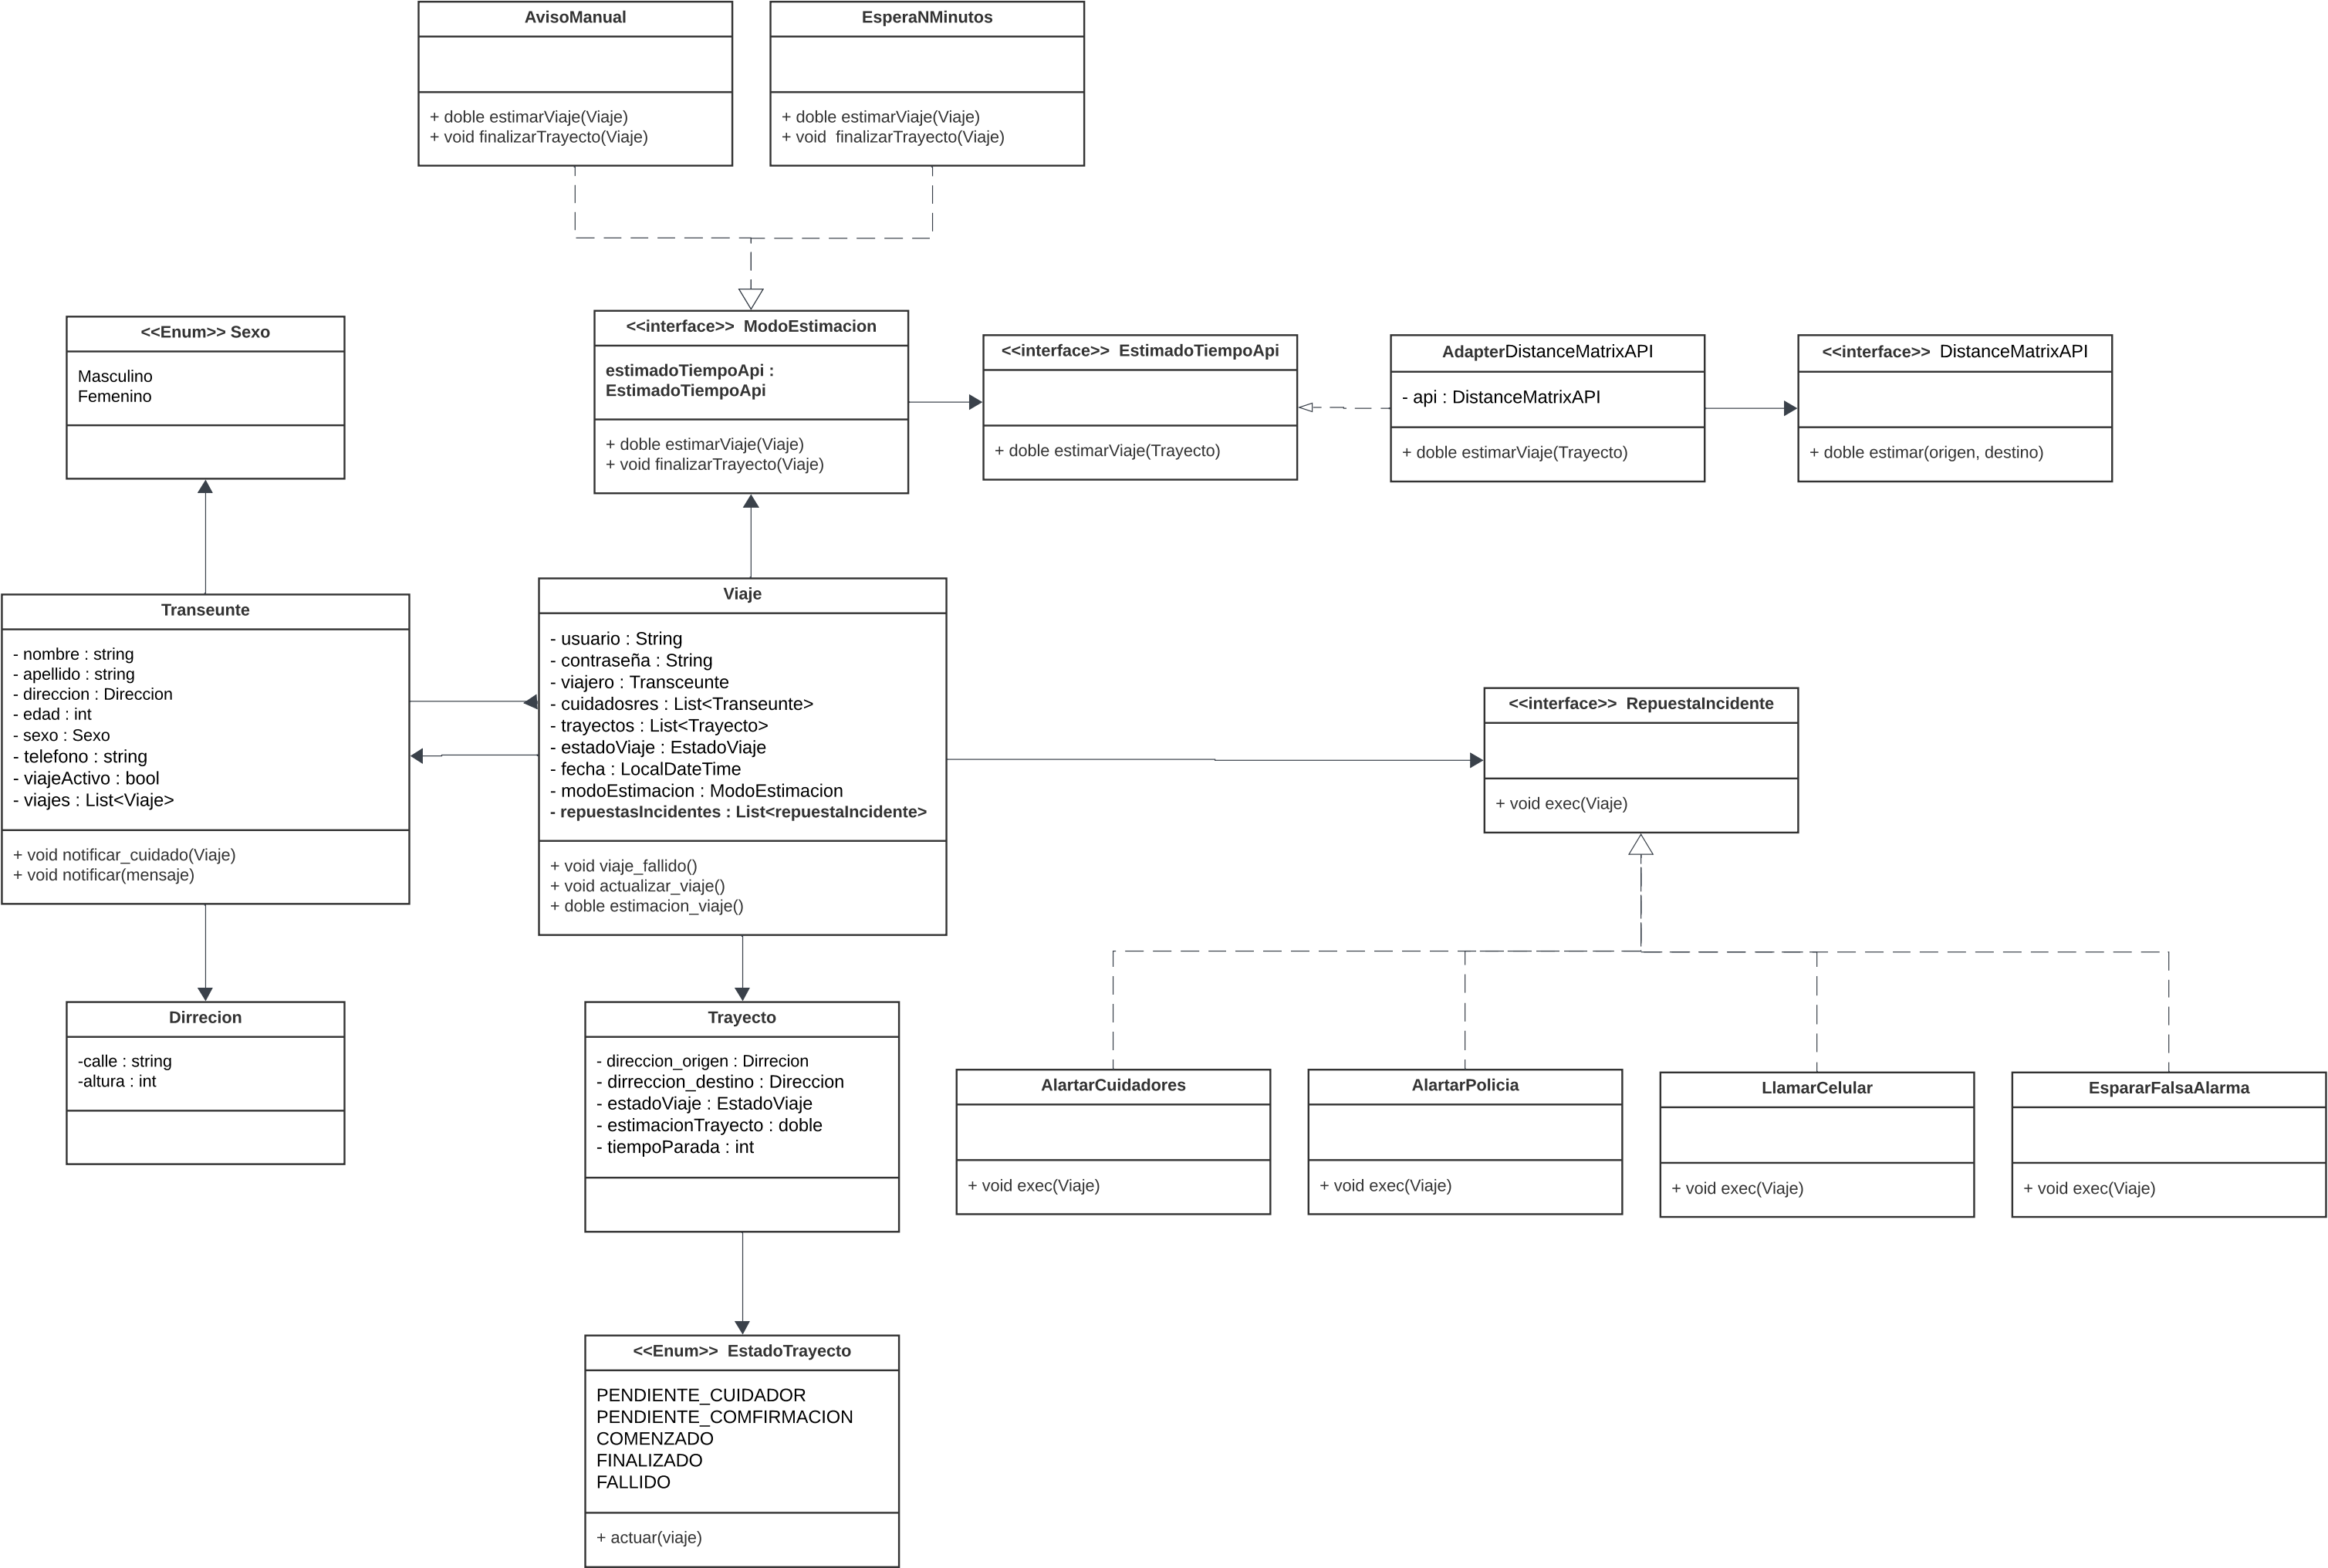 AvisoManual
+ doble estimarViaje(Viaje)
+ void finalizarTrayecto(Viaje)
EsperaNMinutos
+ doble estimarViaje(Viaje)
+ void  finalizarTrayecto(Viaje)
<<Enum>> Sexo
Masculino
Femenino
<<interface>>  ModoEstimacion
estimadoTiempoApi :
EstimadoTiempoApi
+ doble estimarViaje(Viaje)
+ void finalizarTrayecto(Viaje)
<<interface>>  EstimadoTiempoApi
+ doble estimarViaje(Trayecto)
AdapterDistanceMatrixAPI
- api : DistanceMatrixAPI
+ doble estimarViaje(Trayecto)
<<interface>>  DistanceMatrixAPI
+ doble estimar(origen, destino)
Transeunte
- nombre : string
- apellido : string
- direccion : Direccion
- edad : int
- sexo : Sexo
- telefono : string
- viajeActivo : bool
- viajes : List<Viaje>
+ void notificar_cuidado(Viaje)
+ void notificar(mensaje)
Viaje
- usuario : String
- contraseña : String
- viajero : Transceunte
- cuidadosres : List<Transeunte>
- trayectos : List<Trayecto>
- estadoViaje : EstadoViaje
- fecha : LocalDateTime
- modoEstimacion : ModoEstimacion
- repuestasIncidentes : List<repuestaIncidente>
+ void viaje_fallido()
+ void actualizar_viaje()
+ doble estimacion_viaje()
<<interface>>  RepuestaIncidente
+ void exec(Viaje)
Dirrecion
-calle : string
-altura : int
Trayecto
- direccion_origen : Dirrecion
- dirreccion_destino : Direccion
- estadoViaje : EstadoViaje
- estimacionTrayecto : doble
- tiempoParada : int
AlartarCuidadores
+ void exec(Viaje)
AlartarPolicia
+ void exec(Viaje)
LlamarCelular
+ void exec(Viaje)
EspararFalsaAlarma
+ void exec(Viaje)
<<Enum>>  EstadoTrayecto
PENDIENTE_CUIDADOR
PENDIENTE_COMFIRMACION
COMENZADO
FINALIZADO
FALLIDO
+ actuar(viaje)